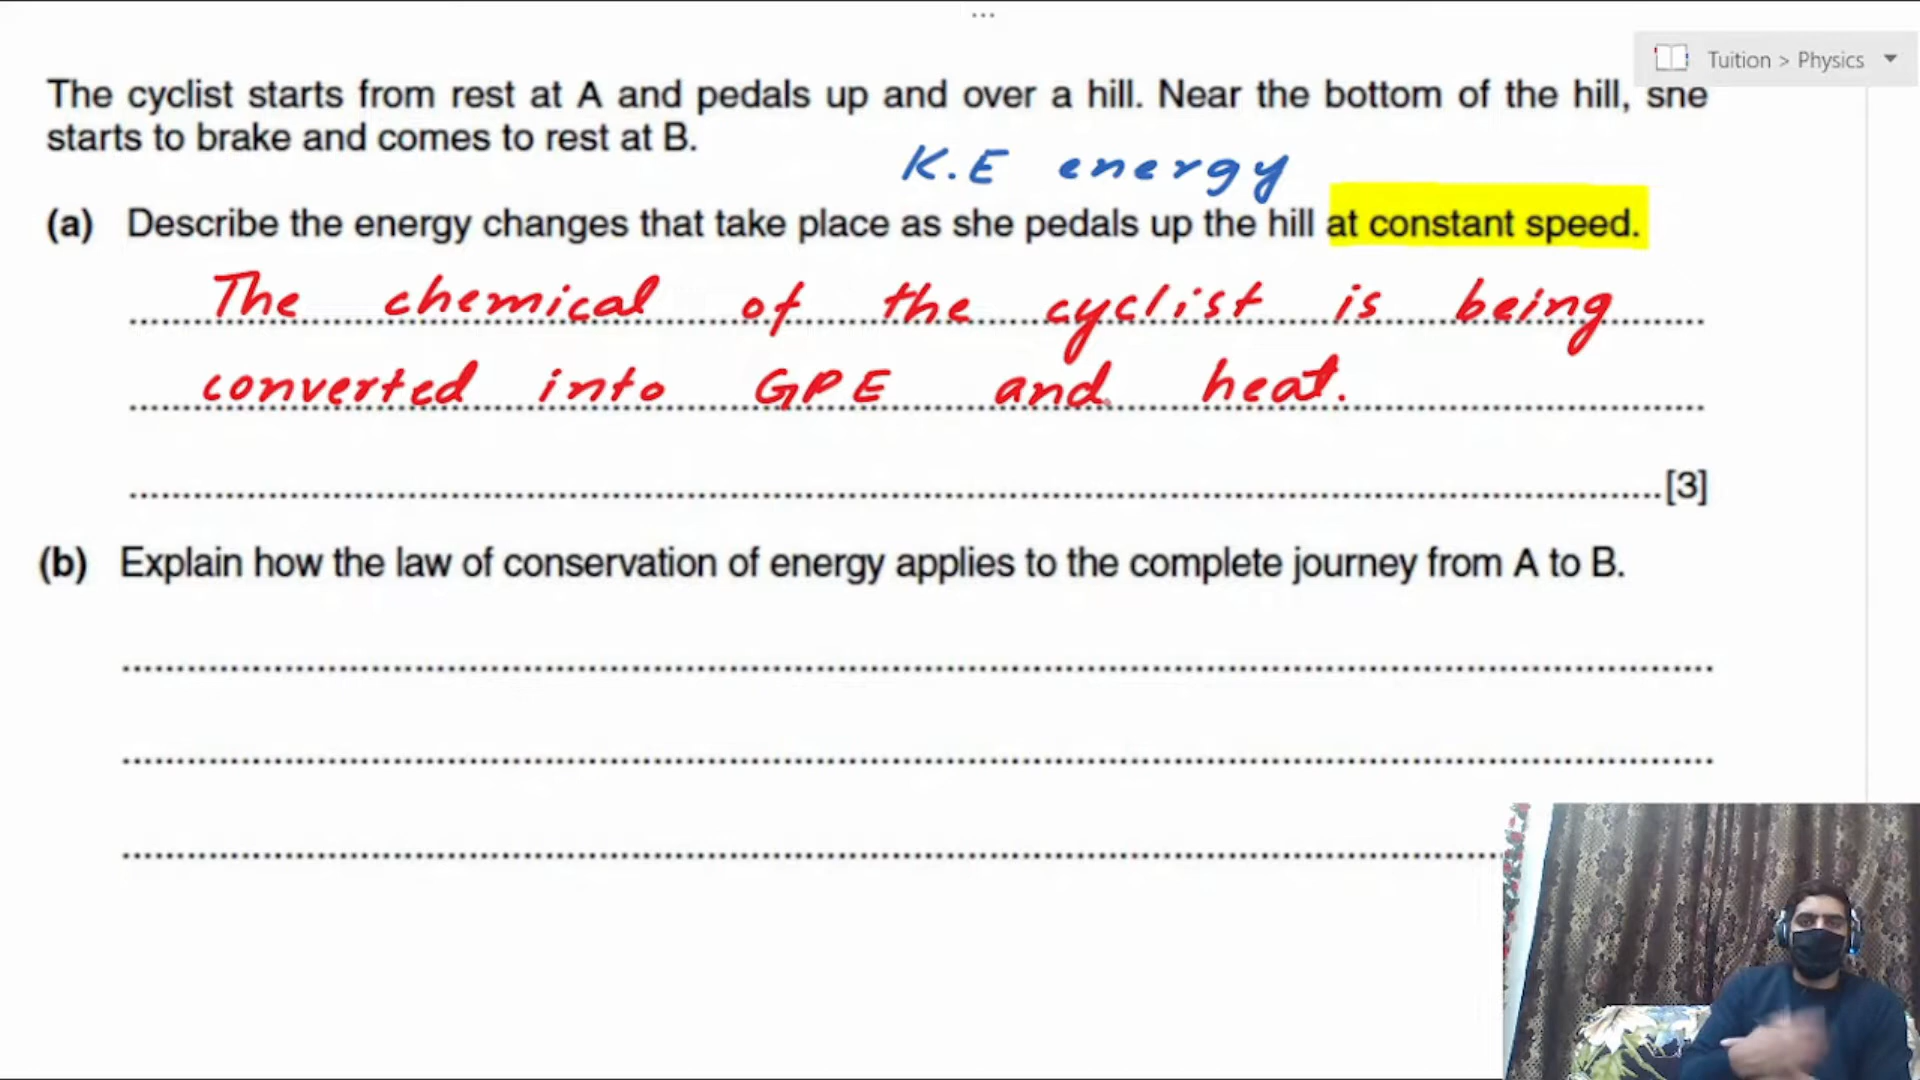 ...
Tuition > Physics
The cyclist starts from rest at A and pedals up and over a hill. Near the bottom of the hill, she
starts to brake and comes to rest at B.
K.E energy
(a) Describe the energy changes that take place as she pedals up the hill at constant speed.
The chemical of the cyclist is being
converted into GPE and heat.
[3]
(b) Explain how the law of conservation of energy applies to the complete journey from A to B.